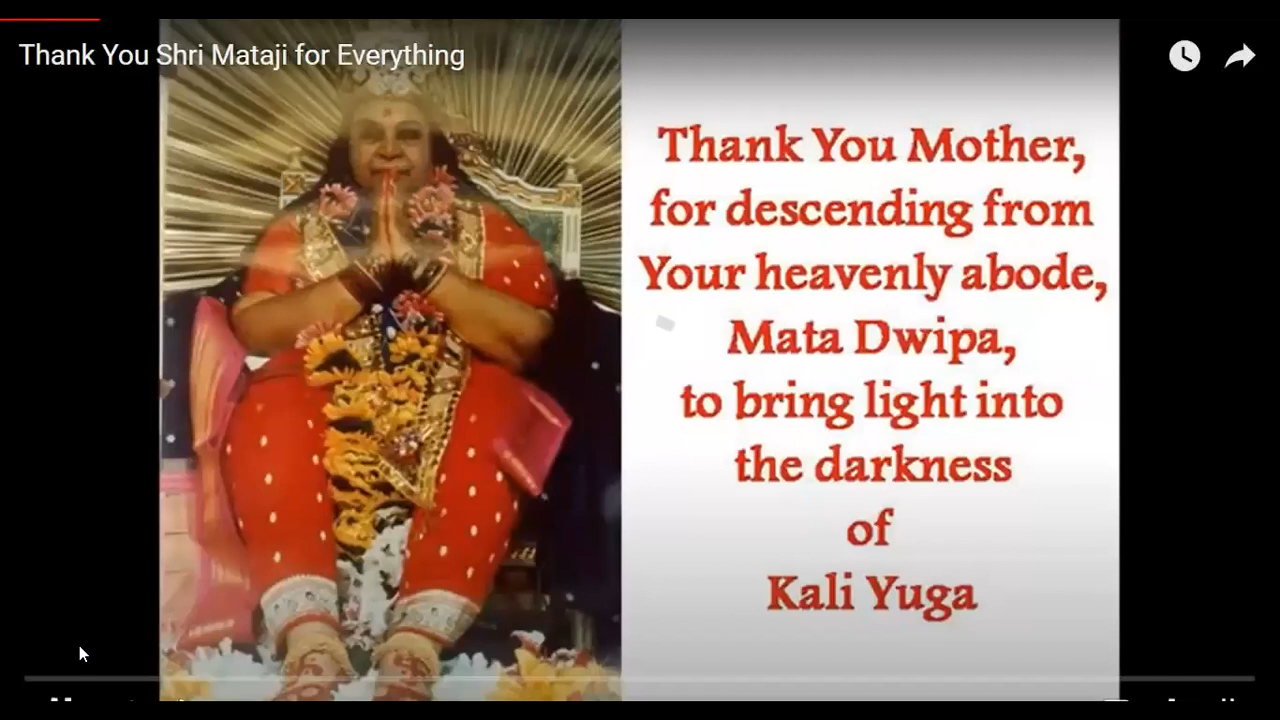 Thank You Shri Mataji for Everything
Thank You Mother,
for descending from
Your heavenly abode,
Mata Dwipa,
to bring light into
the darkness
of
Kali Yuga